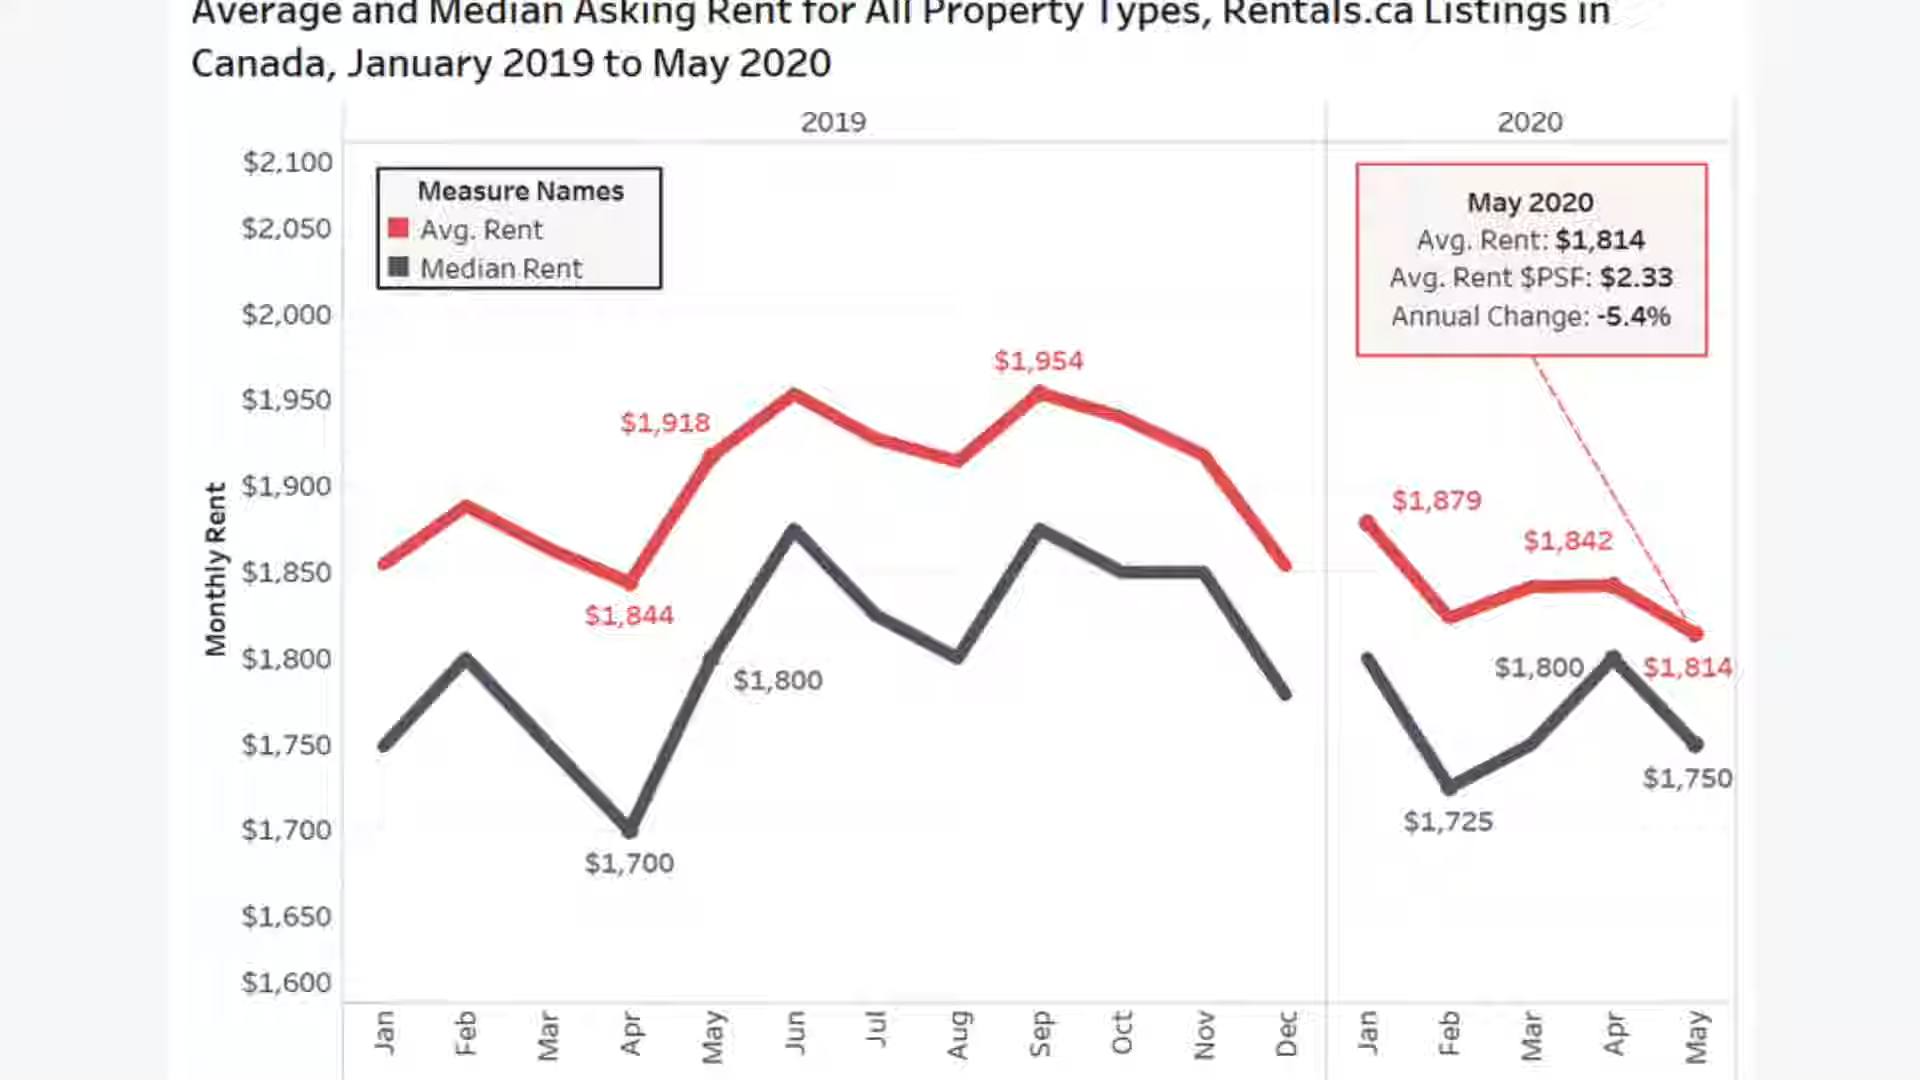 Average and Median Asking Rent for All Property Types, Rentals.ca Listings in
Canada, January 2019 to May 2020
2019
2020
$2,100
$2,050
$2,000
$1,950
$1,900
$1,850
$1,800
$1,750
$1,700
$1,650
$1,600
Monthly Rent
Measure Names
Avg. Rent
Median Rent
May 2020
Avg. Rent: $1,814
Avg. Rent $PSF: $2.33
Annual Change: -5.4%
$1,954
$1,918
$1,844
$1,800
$1,700
$1,879
$1,842
$1,800
$1,814
$1,750
$1,725
Jan
Feb
Mar
Apr
May
Jun
Jul
Aug
Sep
Oct
Nov
Dec
Jan
Feb
Mar
Apr
May